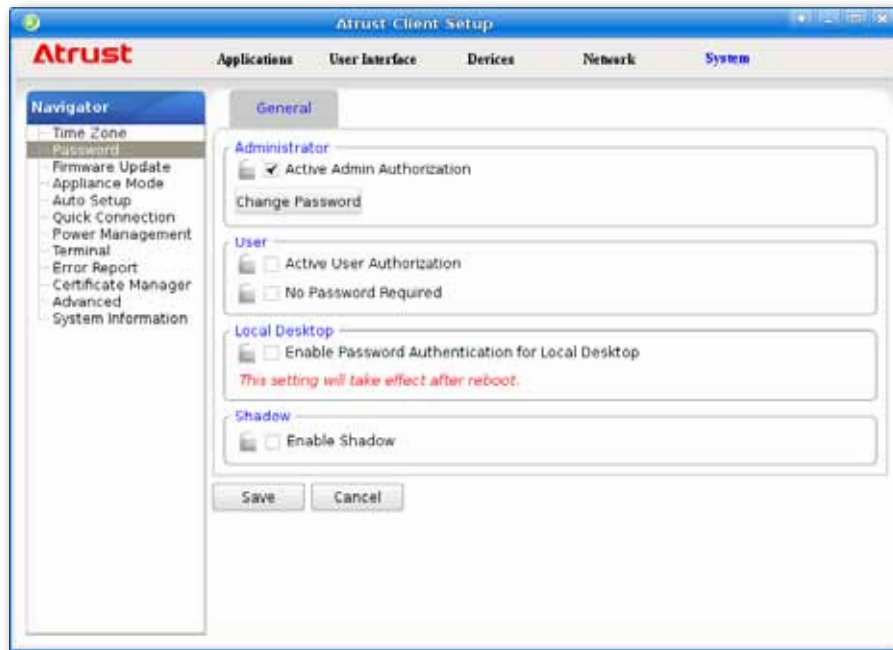 Atrust Client Setup
Atrust
Applications User Interface Devices Network System
Navigator
Time Zone
Password
Firmware Update
Appliance Mode
Auto Setup
Quick Connection
Power Management
Terminal
Error Report
Certificate Manager
Advanced
System Information
General
Administrator
Active Admin Authorization
Change Password
User
Active User Authorization
No Password Required
Local Desktop
Enable Password Authentication for Local Desktop
This setting will take effect after reboot.
Shadow
Enable Shadow
Save Cancel